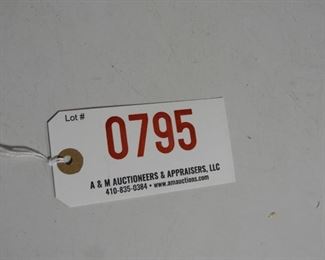 Lot #
0795
A & M AUCTIONEERS & APPRAISERS, LLC
410-835-0384 • www.amauctions.com